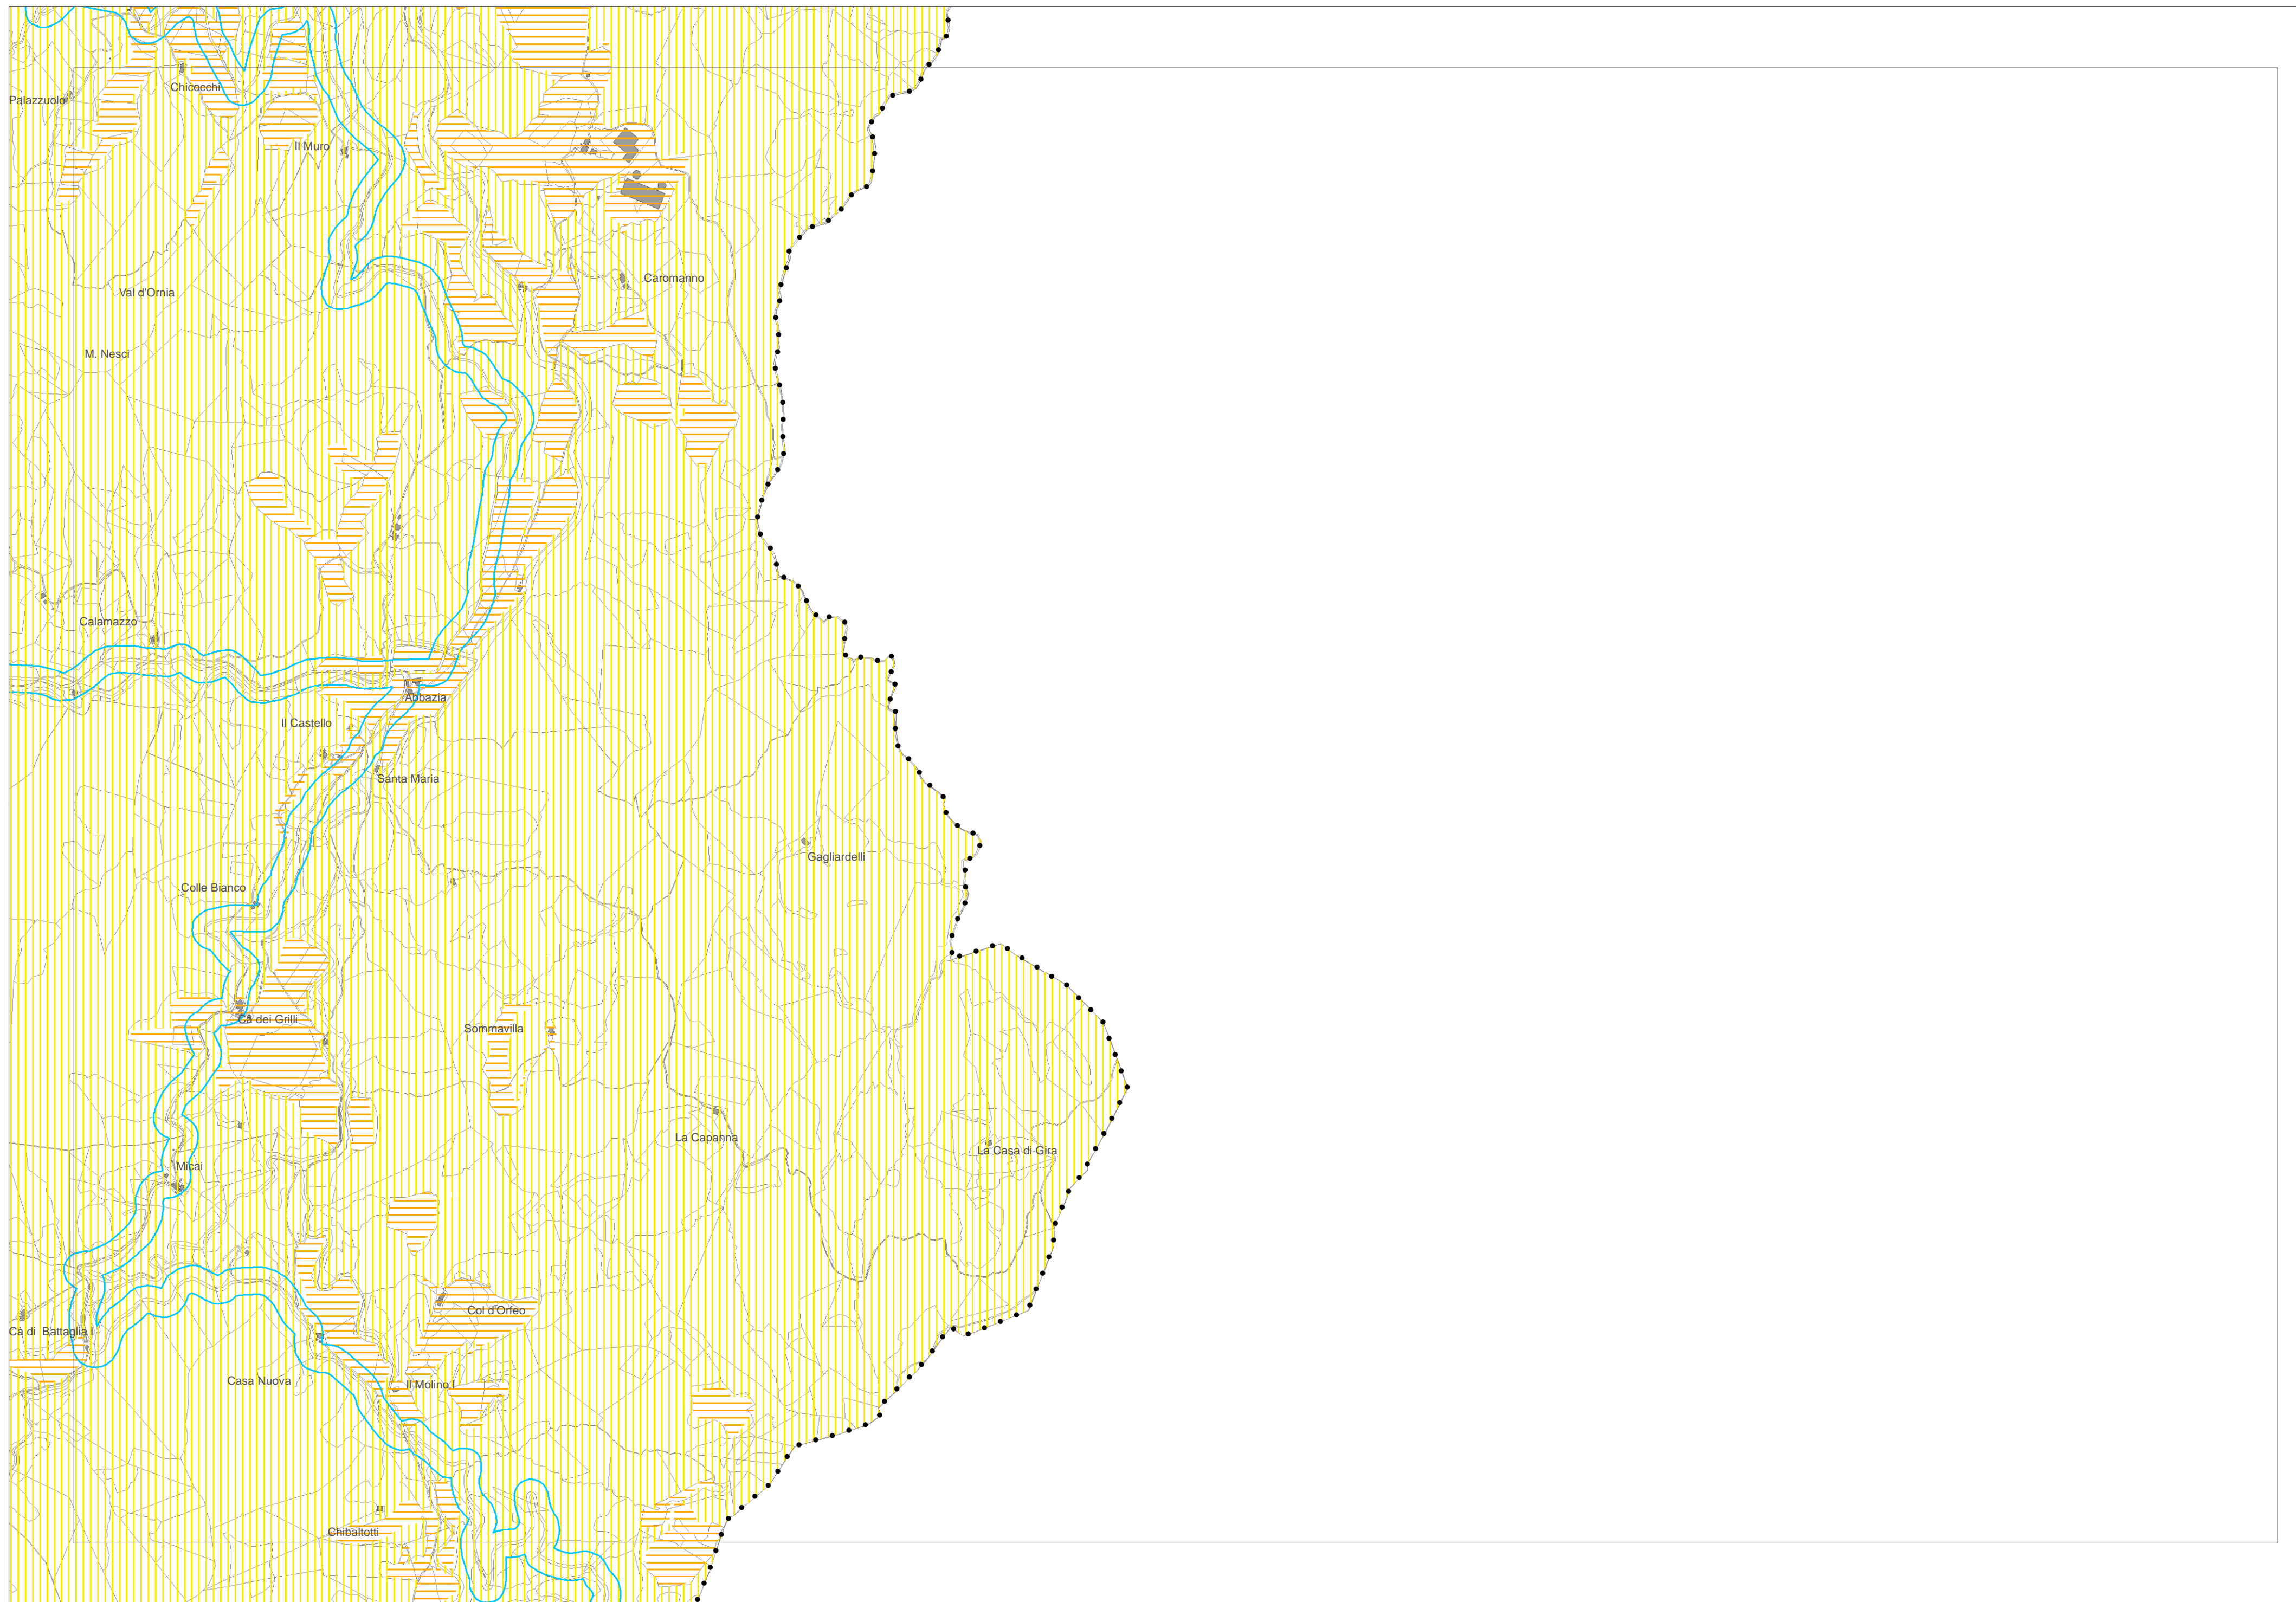 Chicocchi
Palazzuolo
Il Muro
Caromanno
Val d'Ornia
M. Nesci
Calamazzo
Abbazia
Il Castello
Santa Maria
Gagliardelli
Colle Bianco
Cà dei Grilli
Sommavilla
La Capanna
La Casa di Gira
Micai
Col d'Orfeo
Cà di Battaglia I
Casa Nuova
Il Molino I
Chibaltotti